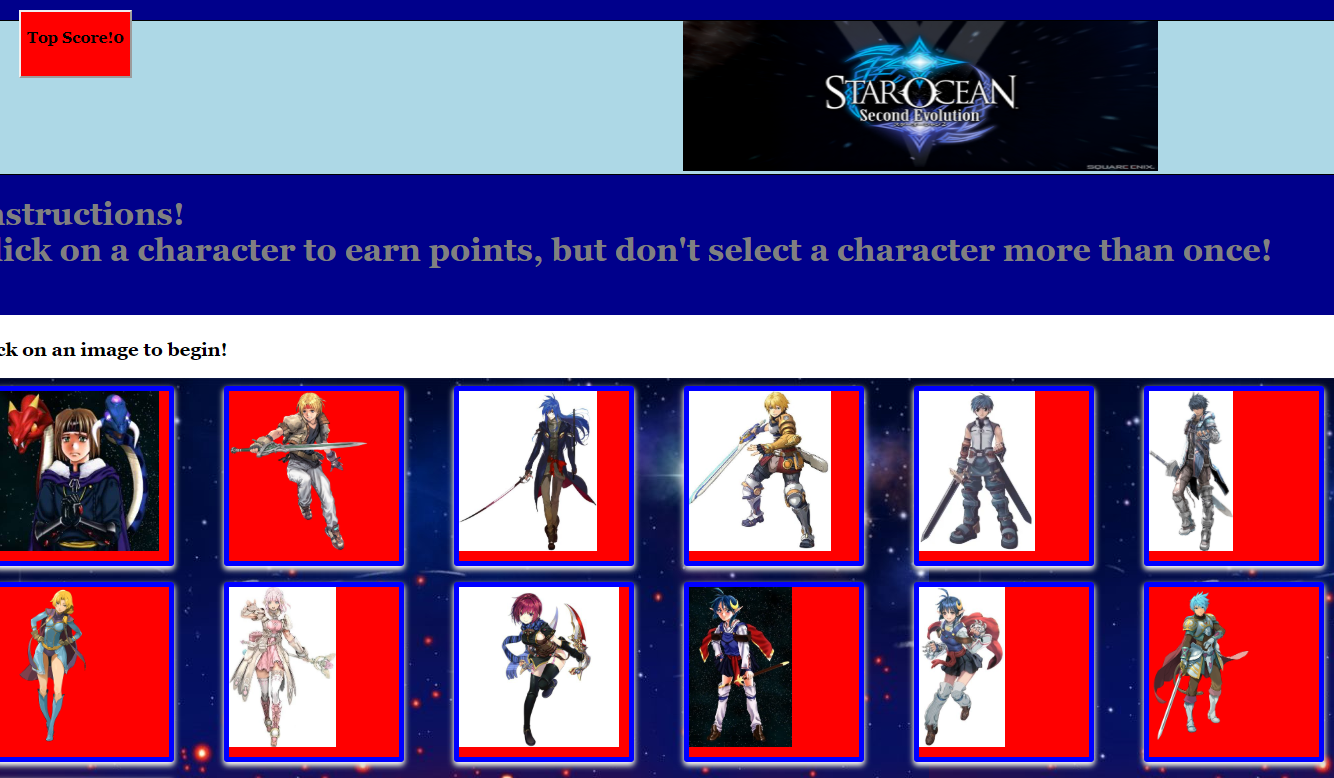 Top Score!0
STAR OCEAN
Second Evolution
SQUARE ENIX.
nstructions!
lick on a character to earn points, but don't select a character more than once!
ck on an image to begin!